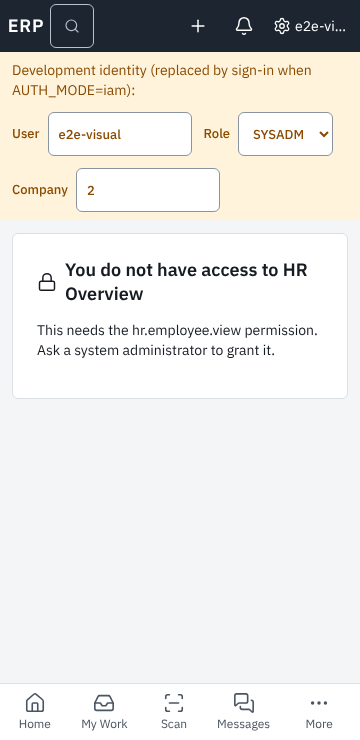 ERP
e2e-vi...
Development identity (replaced by sign-in when
AUTH_MODE=iam):
User e2e-visual Role SYSADM
Company 2
You do not have access to HR
Overview
This needs the hr.employee.view permission.
Ask a system administrator to grant it.
Home My Work Scan Messages More